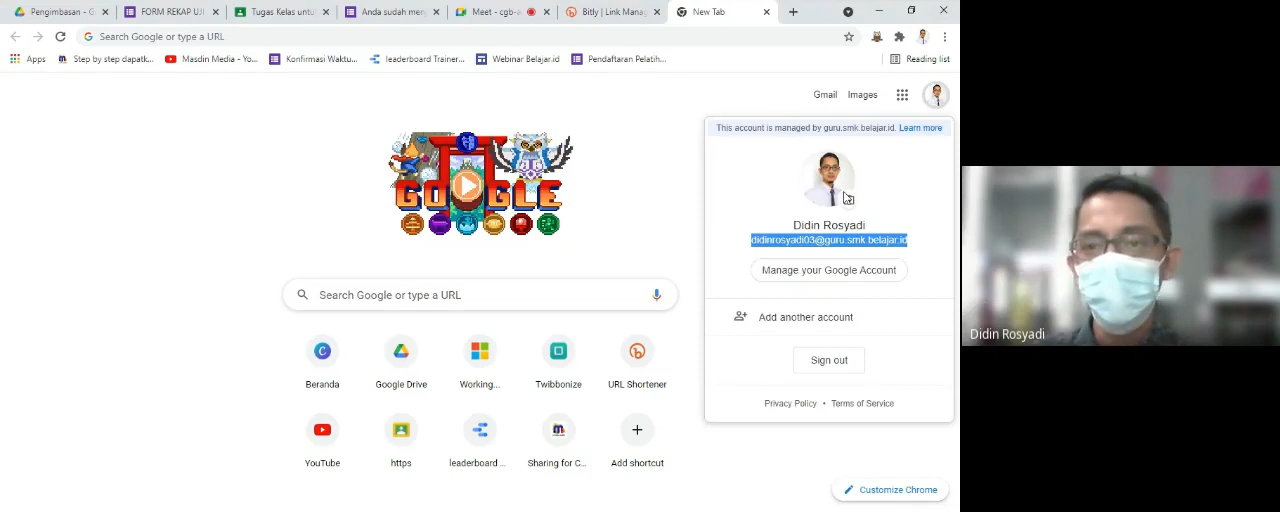 Pengimbasan - G
FORM REKAP UJI
Tugas Kelas untu
Anda sudah men
Meet - cgb-
Bitly | Link Manag
New Tab
Search Google or type a URL
Apps
Step by step dapatk...
Masdin Media - Yo...
Konfirmasi Waktu...
leaderboard Trainer...
Webinar Belajar.id
Pendaftaran Pelatih...
Reading list
Gmail
Images
This account is managed by guru.smk.belajar.id. Learn more
GOOGLE
Didin Rosyadi
didinrosyadi03@guru.smk.belajar.id
Manage your Google Account
Search Google or type a URL
Add another account
Sign out
Beranda
Google Drive
Working...
Twibbonize
URL Shortener
Privacy Policy • Terms of Service
YouTube
https
leaderboard ...
Sharing for C...
Add shortcut
Customize Chrome
Didin Rosyadi